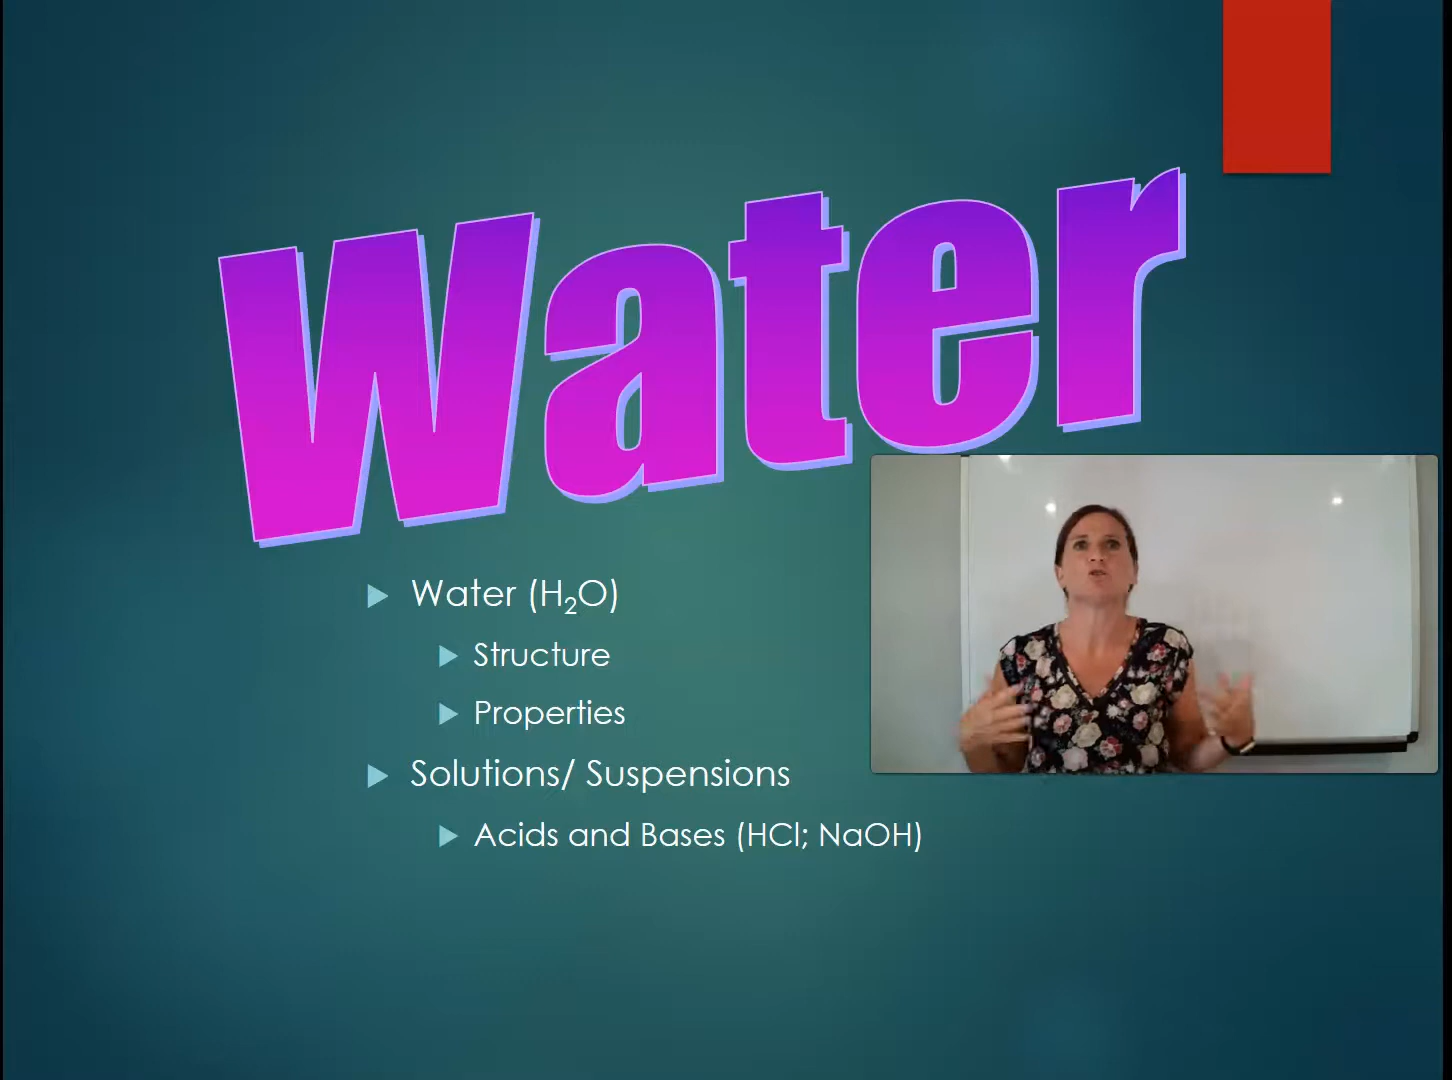 Water
Water (H₂O)
Structure
Properties
Solutions/ Suspensions
Acids and Bases (HCl; NaOH)